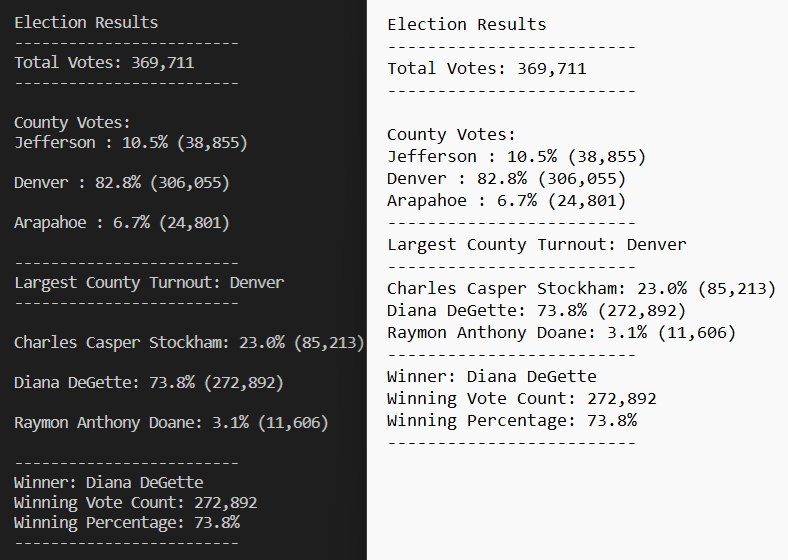 Election Results
-------------------------
Total Votes: 369,711
-------------------------
County Votes:
Jefferson : 10.5% (38,855)
Denver : 82.8% (306,055)
Arapahoe : 6.7% (24,801)
-------------------------
Largest County Turnout: Denver
-------------------------
Charles Casper Stockham: 23.0% (85,213)
Diana DeGette: 73.8% (272,892)
Raymon Anthony Doane: 3.1% (11,606)
-------------------------
Winner: Diana DeGette
Winning Vote Count: 272,892
Winning Percentage: 73.8%
-------------------------
Election Results
-------------------------
Total Votes: 369,711
-------------------------
County Votes:
Jefferson : 10.5% (38,855)
Denver : 82.8% (306,055)
Arapahoe : 6.7% (24,801)
-------------------------
Largest County Turnout: Denver
-------------------------
Charles Casper Stockham: 23.0% (85,213)
Diana DeGette: 73.8% (272,892)
Raymon Anthony Doane: 3.1% (11,606)
-------------------------
Winner: Diana DeGette
Winning Vote Count: 272,892
Winning Percentage: 73.8%
-------------------------